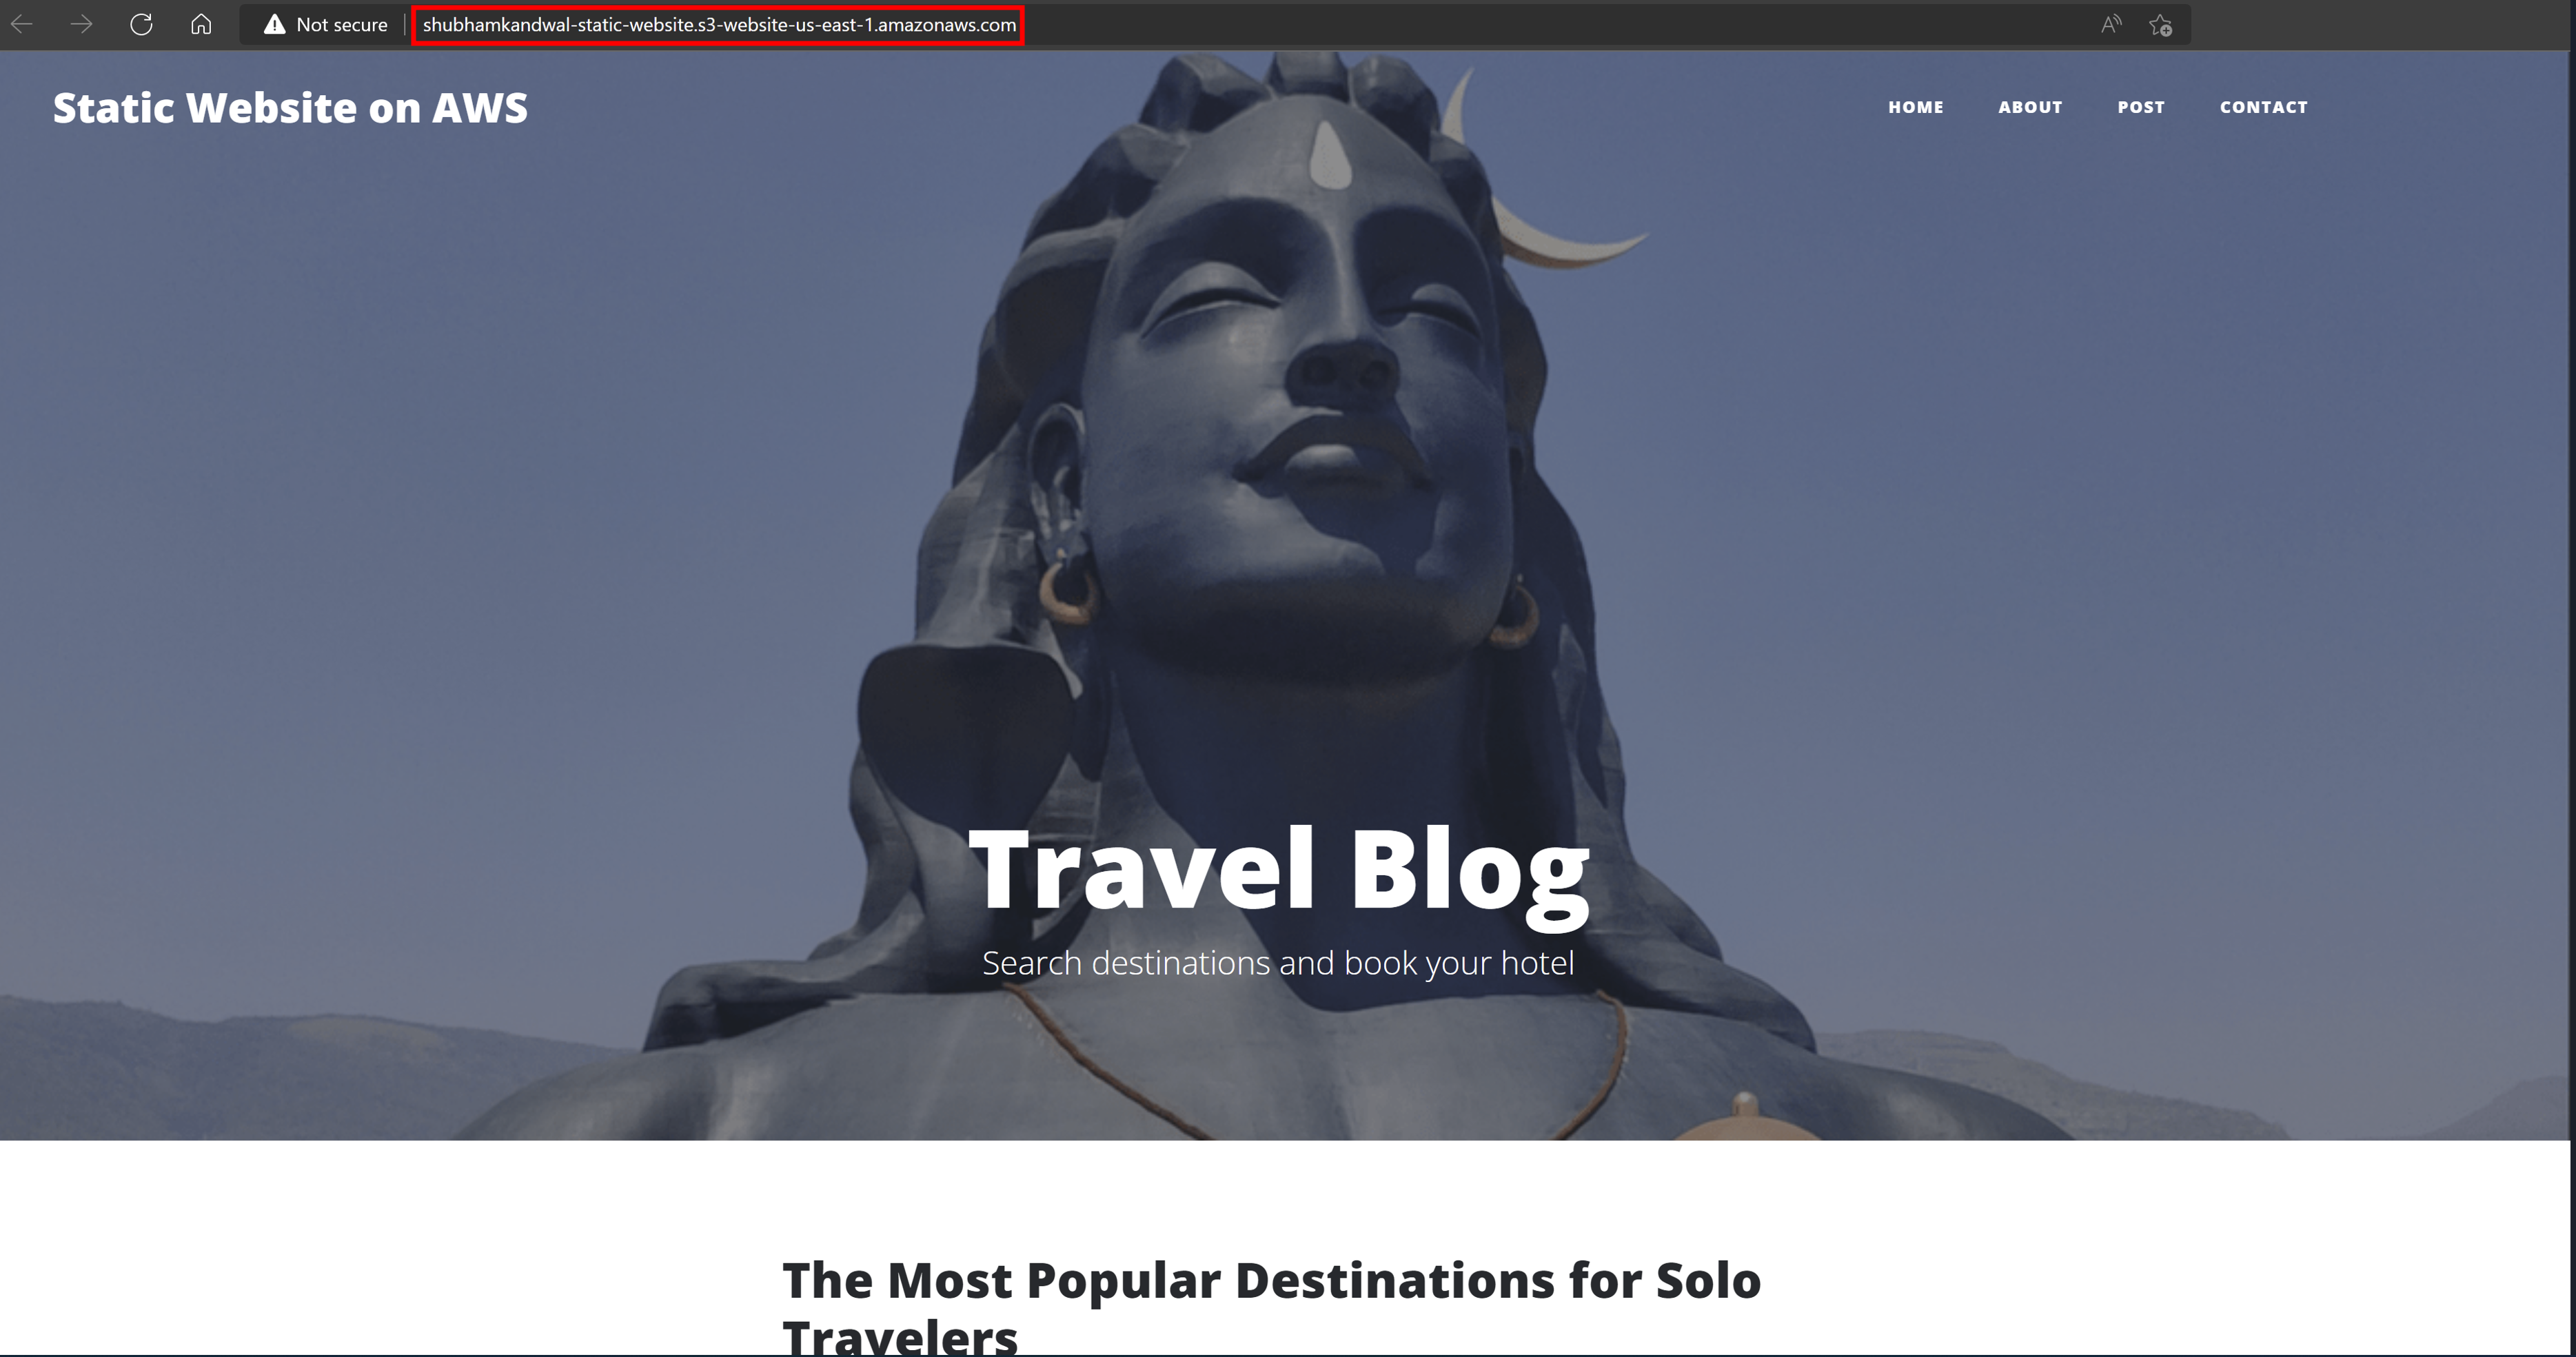 Not secure
shubhamkandwal-static-website.s3-website-us-east-1.amazonaws.com
Static Website on AWS
HOME ABOUT POST CONTACT
Travel Blog
Search destinations and book your hotel
The Most Popular Destinations for Solo
Travelers